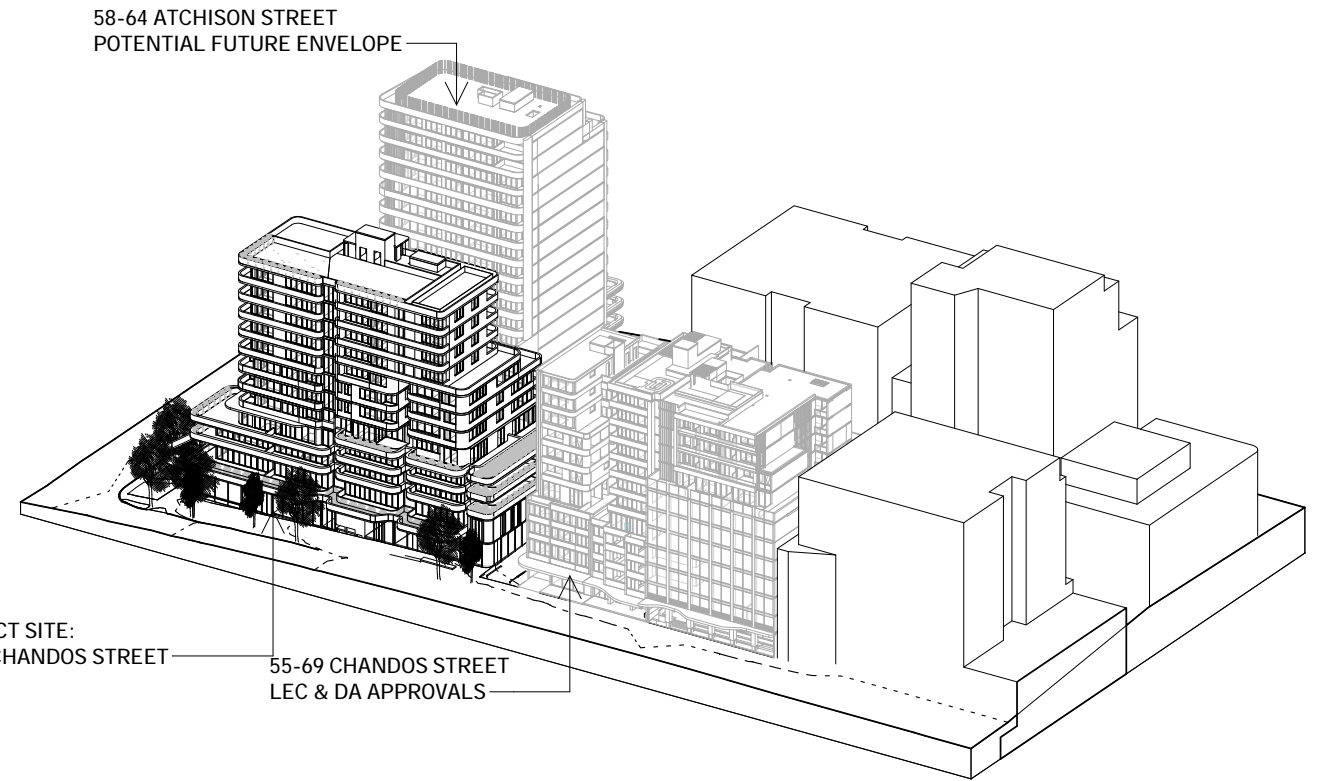 58-64 ATCHISON STREET
POTENTIAL FUTURE ENVELOPE
CT SITE:
CHANDOS STREET
55-69 CHANDOS STREET
LEC & DA APPROVALS